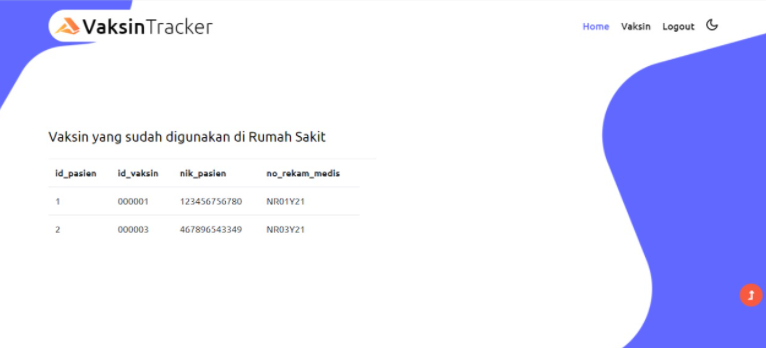 VaksinTracker
Home Vaksin Logout
Vaksin yang sudah digunakan di Rumah Sakit
id_pasien id_vaksin nik_pasien no_rekam_medis
1 000001 123456756780 NR01Y21
2 000003 467896543349 NR03Y21